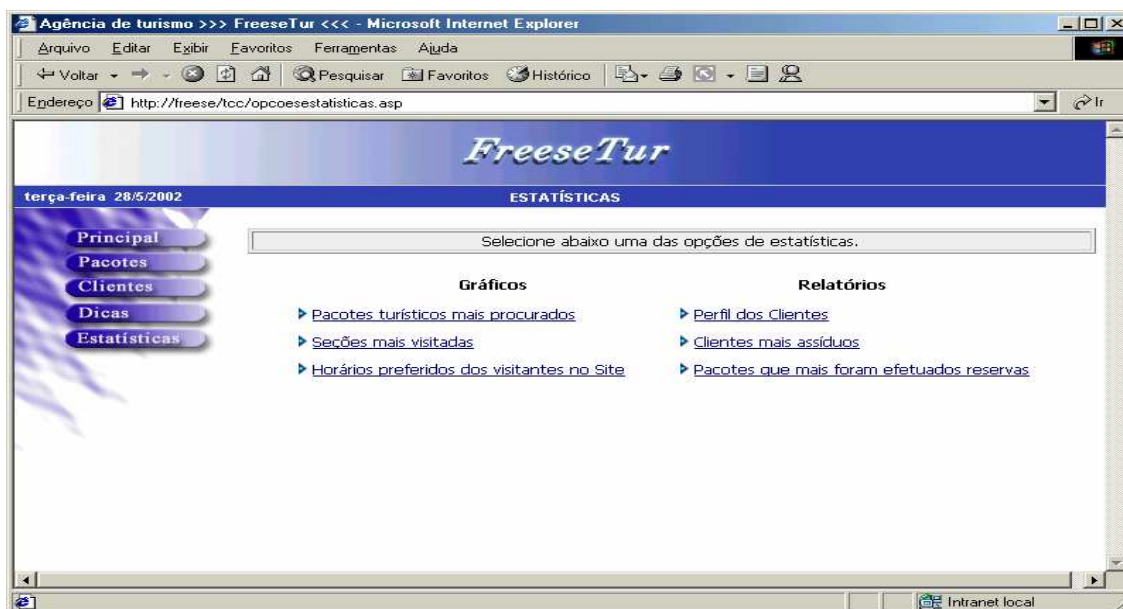 Agência de turismo >>> FreeseTur <<< - Microsoft Internet Explorer
Arquivo Editar Exibir Favoritos Ferramentas Ajuda
Voltar Pesquisar Favoritos Histórico
Endereço http://freese/tcc/opcoesestatisticas.asp Ir
FreeseTur
terça-feira 28/5/2002 ESTATÍSTICAS
Principal
Pacotes
Clientes
Dicas
Estatísticas
Selecione abaixo uma das opções de estatísticas.
Gráficos
Pacotes turísticos mais procurados
Seções mais visitadas
Horários preferidos dos visitantes no Site
Relatórios
Perfil dos Clientes
Clientes mais assíduos
Pacotes que mais foram efetuados reservas
Intranet local